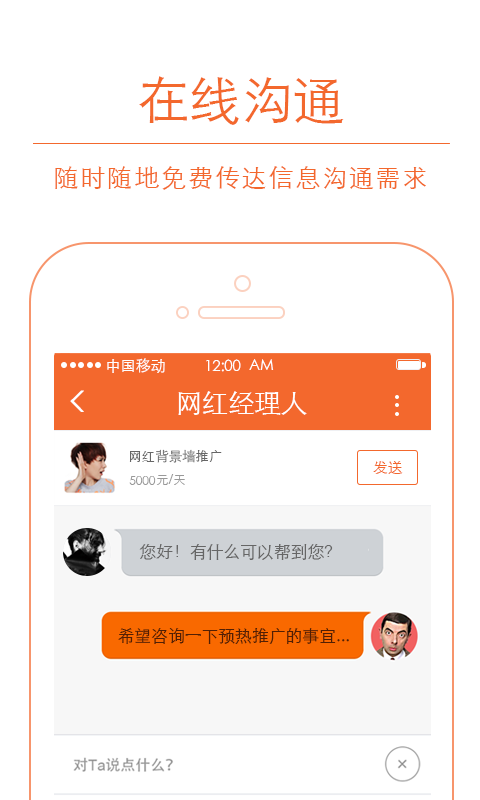 在线沟通
随时随地免费传达信息沟通需求
中国移动 12:00 AM
网红经理人
网红背景墙推广
5000元/天
发送
您好！有什么可以帮到您?
希望咨询一下预热推广的事宜...
对Ta说点什么?